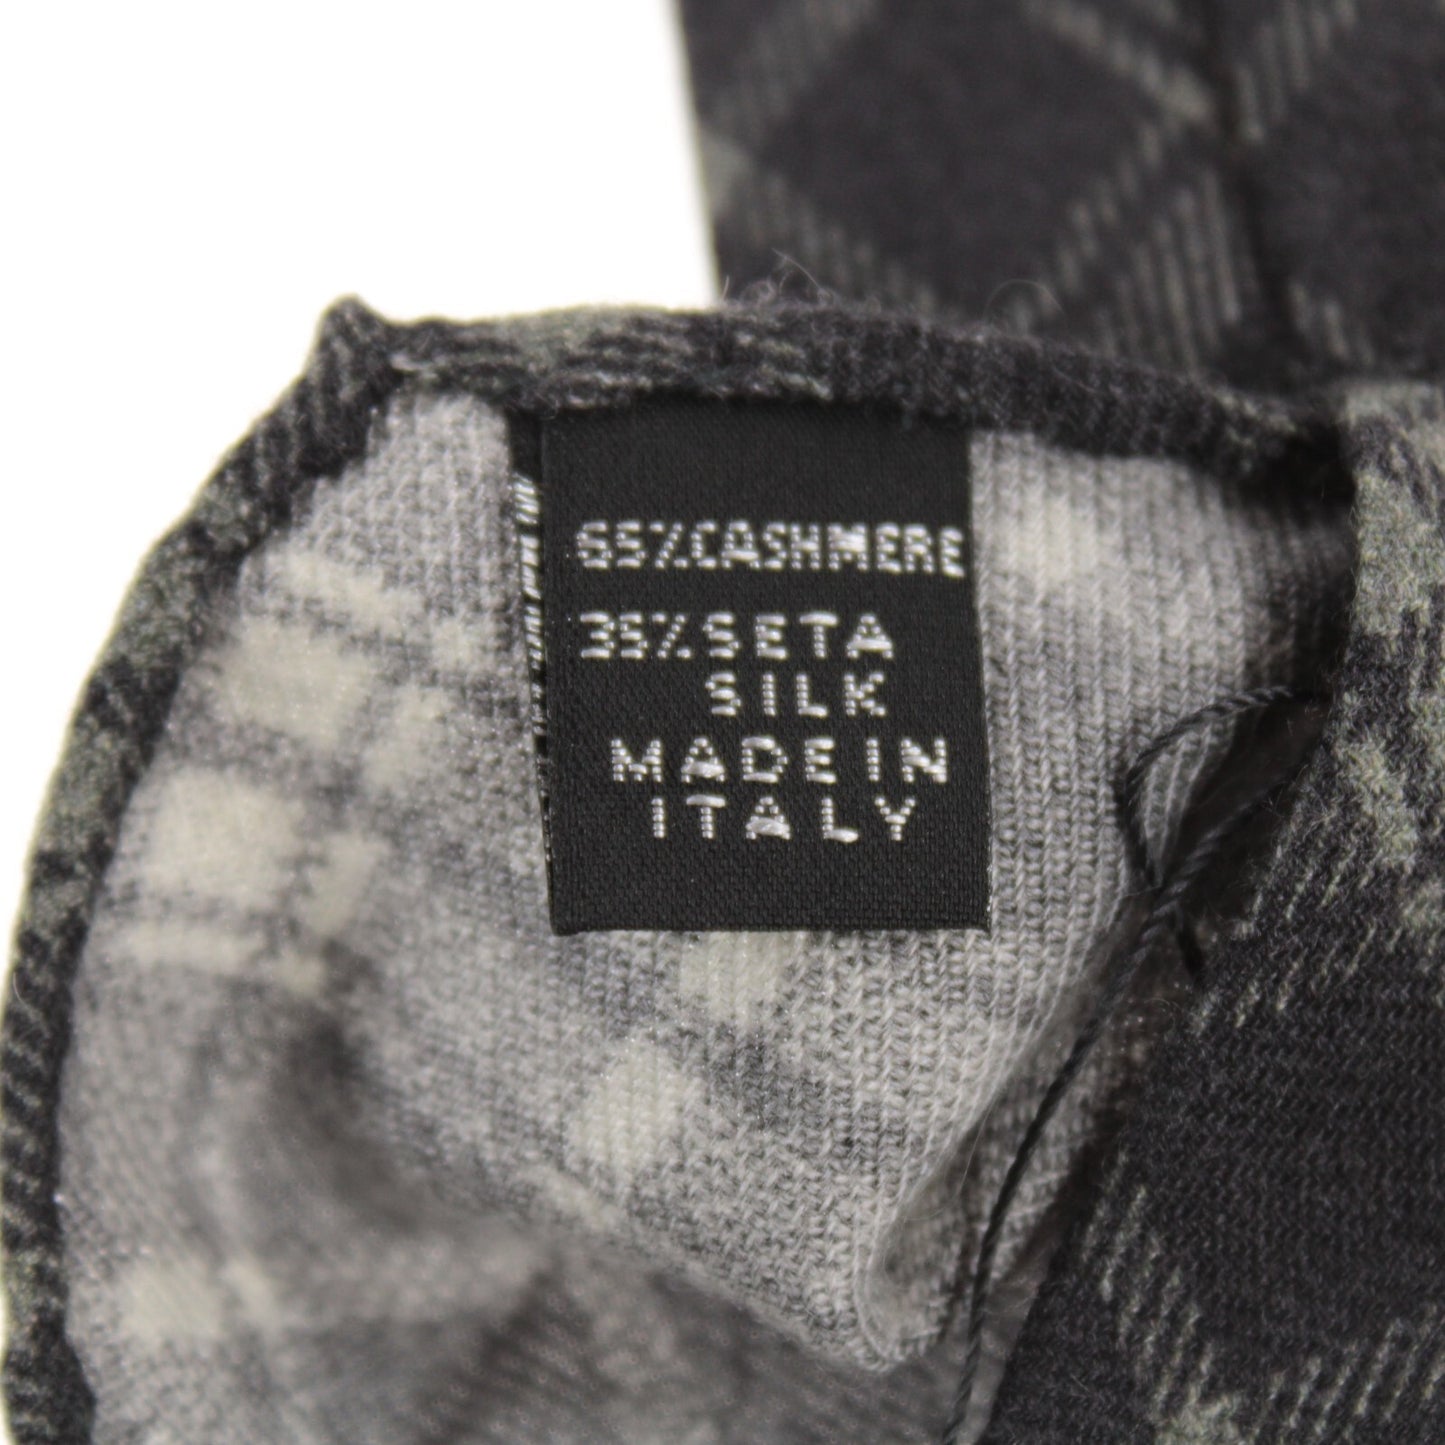 65%CASHMERE
35%SETA
SILK
MADE IN
ITALY